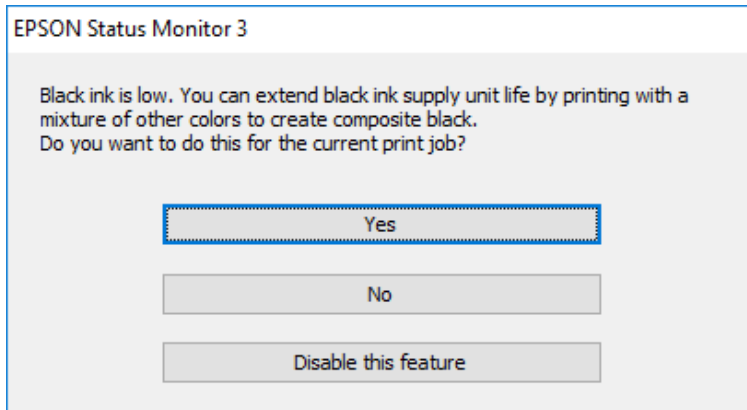 EPSON Status Monitor 3
Black ink is low. You can extend black ink supply unit life by printing with a
mixture of other colors to create composite black.
Do you want to do this for the current print job?
Yes
No
Disable this feature